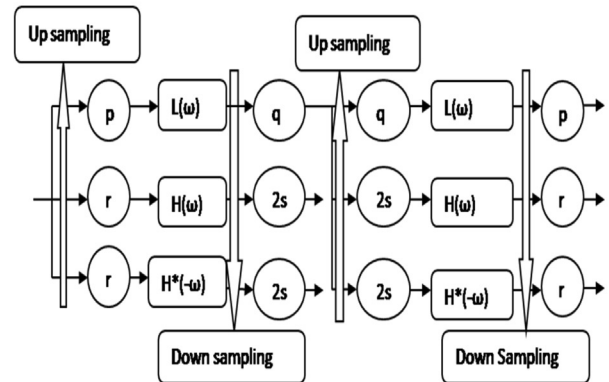 Up sampling
Up sampling
p
L(ω)
q
q
L(ω)
p
r
H(ω)
2s
2s
H(ω)
r
r
H*(-ω)
2s
2s
H*(-ω)
r
Down sampling
Down Sampling